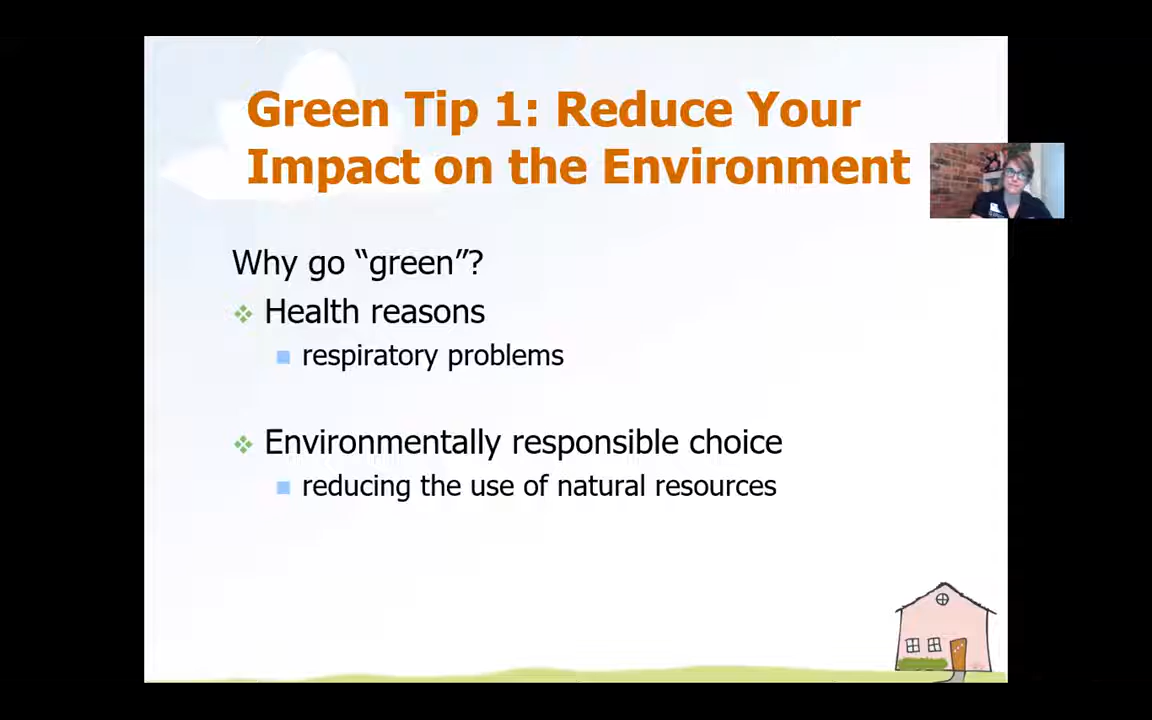 Green Tip 1: Reduce Your
Impact on the Environment
Why go “green”?
Health reasons
respiratory problems
Environmentally responsible choice
reducing the use of natural resources